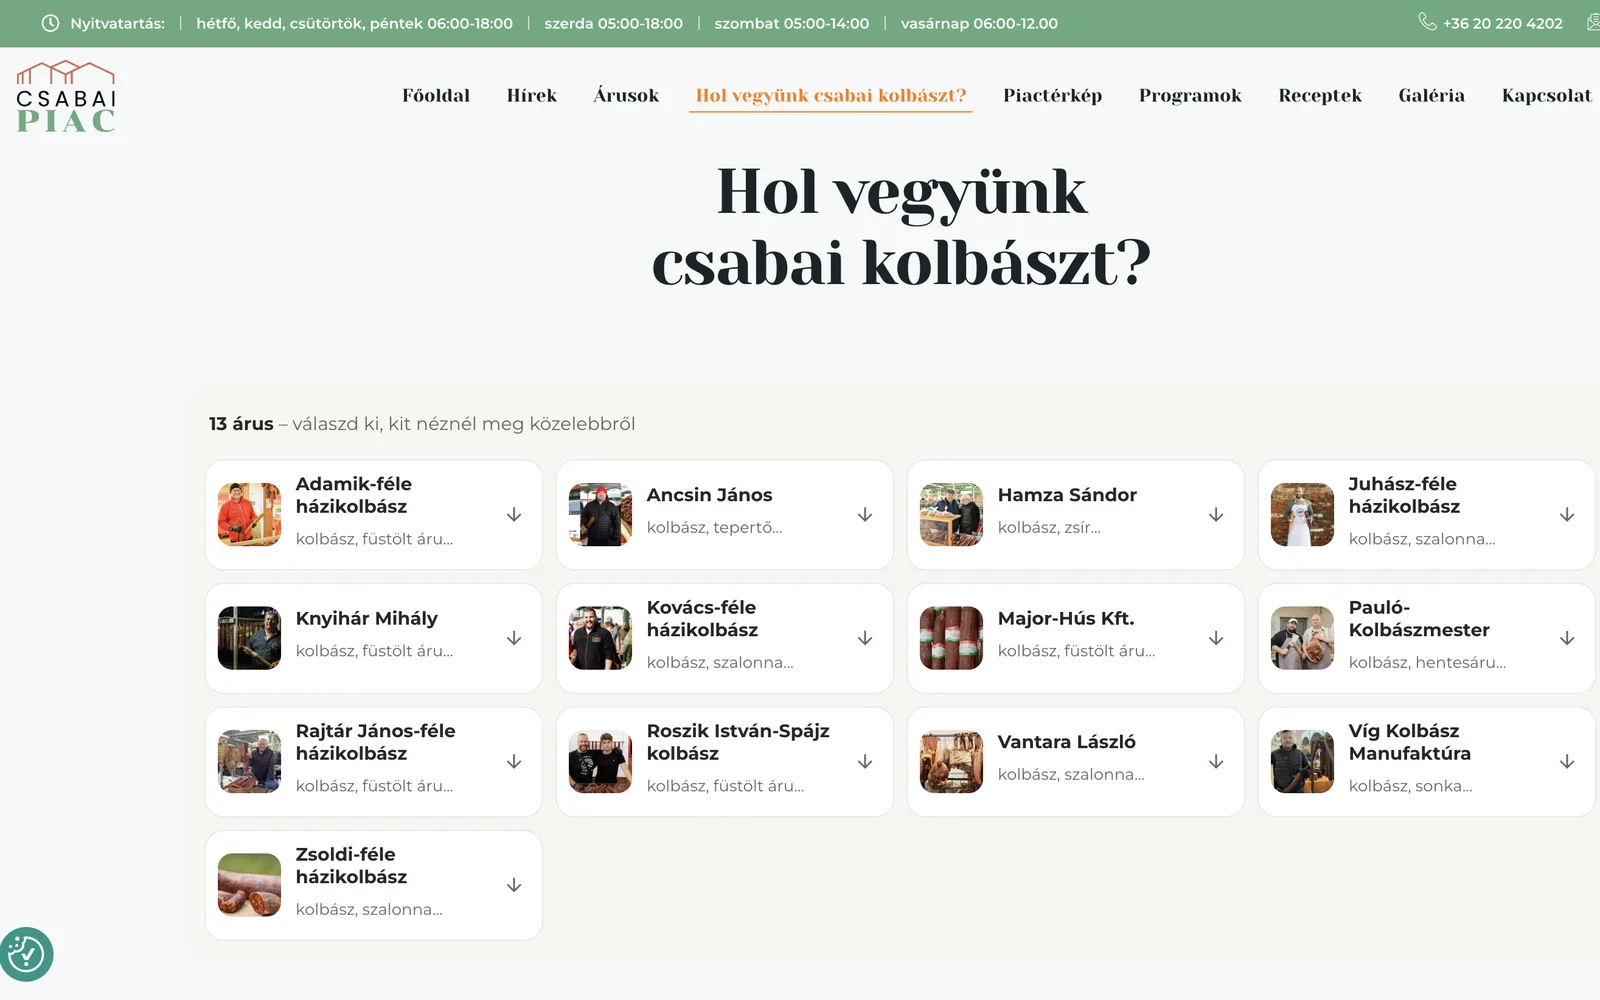 Nyitvatartás: | hétfő, kedd, csütörtök, péntek 06:00-18:00 | szerda 05:00-18:00 | szombat 05:00-14:00 | vasárnap 06:00-12.00
+36 20 220 4202
CSABAI
PIAC
Főoldal Hírek Árusok Hol vegyünk csabai kolbászt? Piactérkép Programok Receptek Galéria Kapcsolat
Hol vegyünk
csabai kolbászt?
13 árus – válaszd ki, kit néznél meg közelebbről
Adamik-féle
házikolbász
kolbász, füstölt áru...
Ancsin János
kolbász, tepertő...
Hamza Sándor
kolbász, zsír...
Juhász-féle
házikolbász
kolbász, szalonna...
Knyihár Mihály
kolbász, füstölt áru...
Kovács-féle
házikolbász
kolbász, szalonna...
Major-Hús Kft.
kolbász, füstölt áru...
Pauló-
Kolbászmester
kolbász, hentesáru...
Rajtár János-féle
házikolbász
kolbász, füstölt áru...
Roszik István-Spájz
kolbász
kolbász, füstölt áru...
Vantara László
kolbász, szalonna...
Víg Kolbász
Manufaktúra
kolbász, sonka...
Zsoldi-féle
házikolbász
kolbász, szalonna...